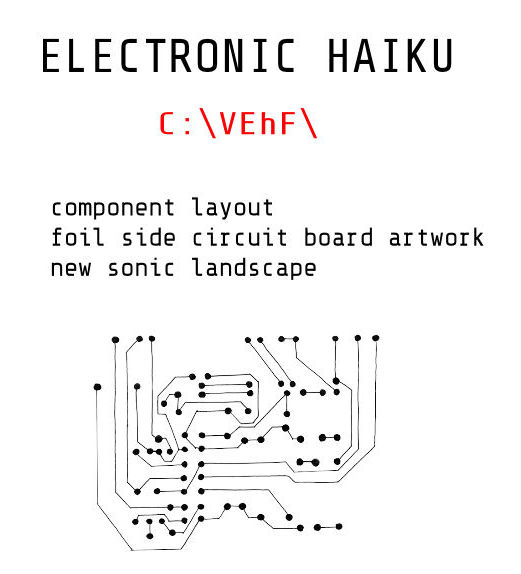 ELECTRONIC HAIKU
C:\VEhF\
component layout
foil side circuit board artwork
new sonic landscape